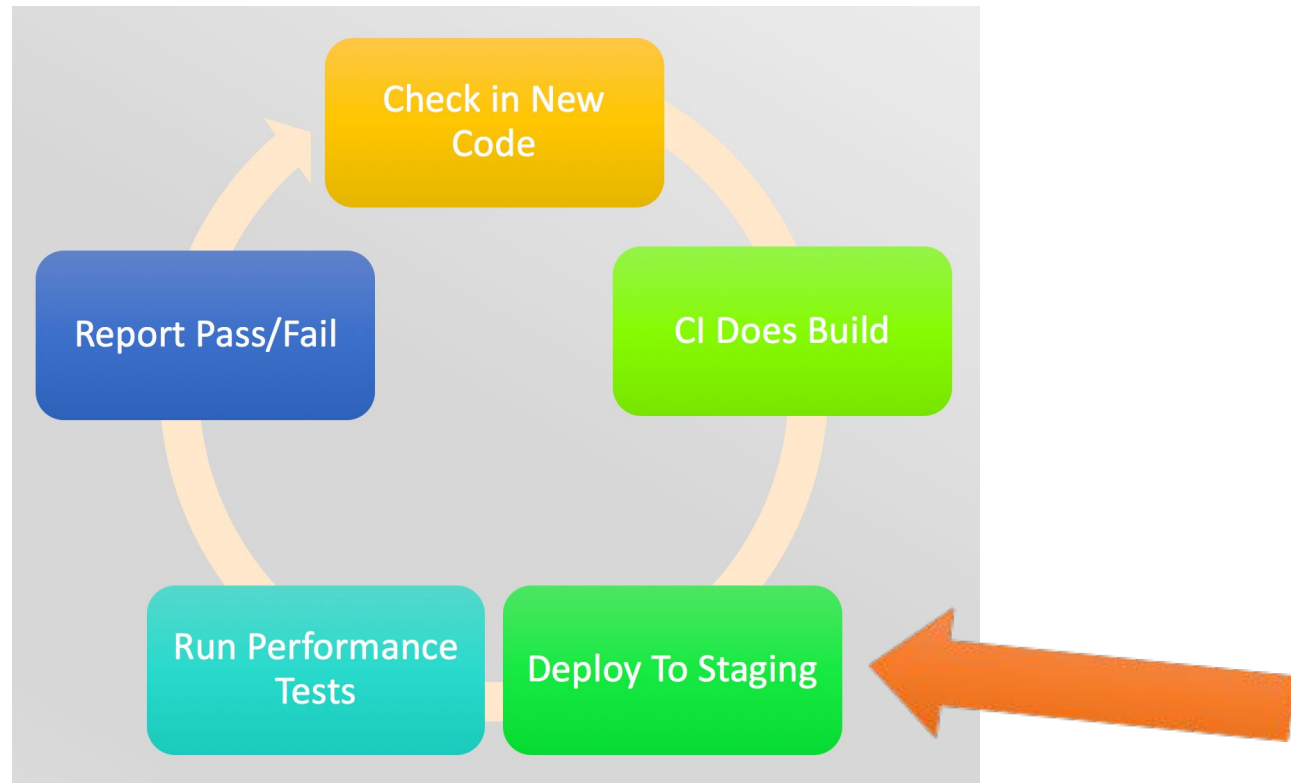 Check in New
Code
CI Does Build
Deploy To Staging
Run Performance
Tests
Report Pass/Fail